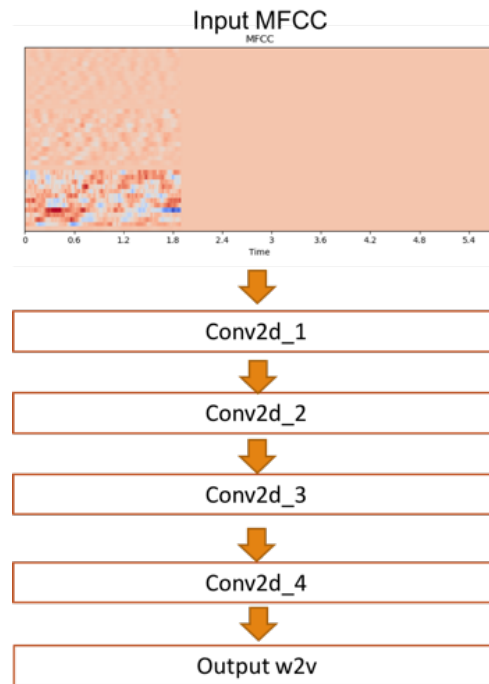 Input MFCC
MFCC
0 0.6 1.2 1.8 2.4 3 3.6 4.2 4.8 5.4
Time
Conv2d_1
Conv2d_2
Conv2d_3
Conv2d_4
Output w2v